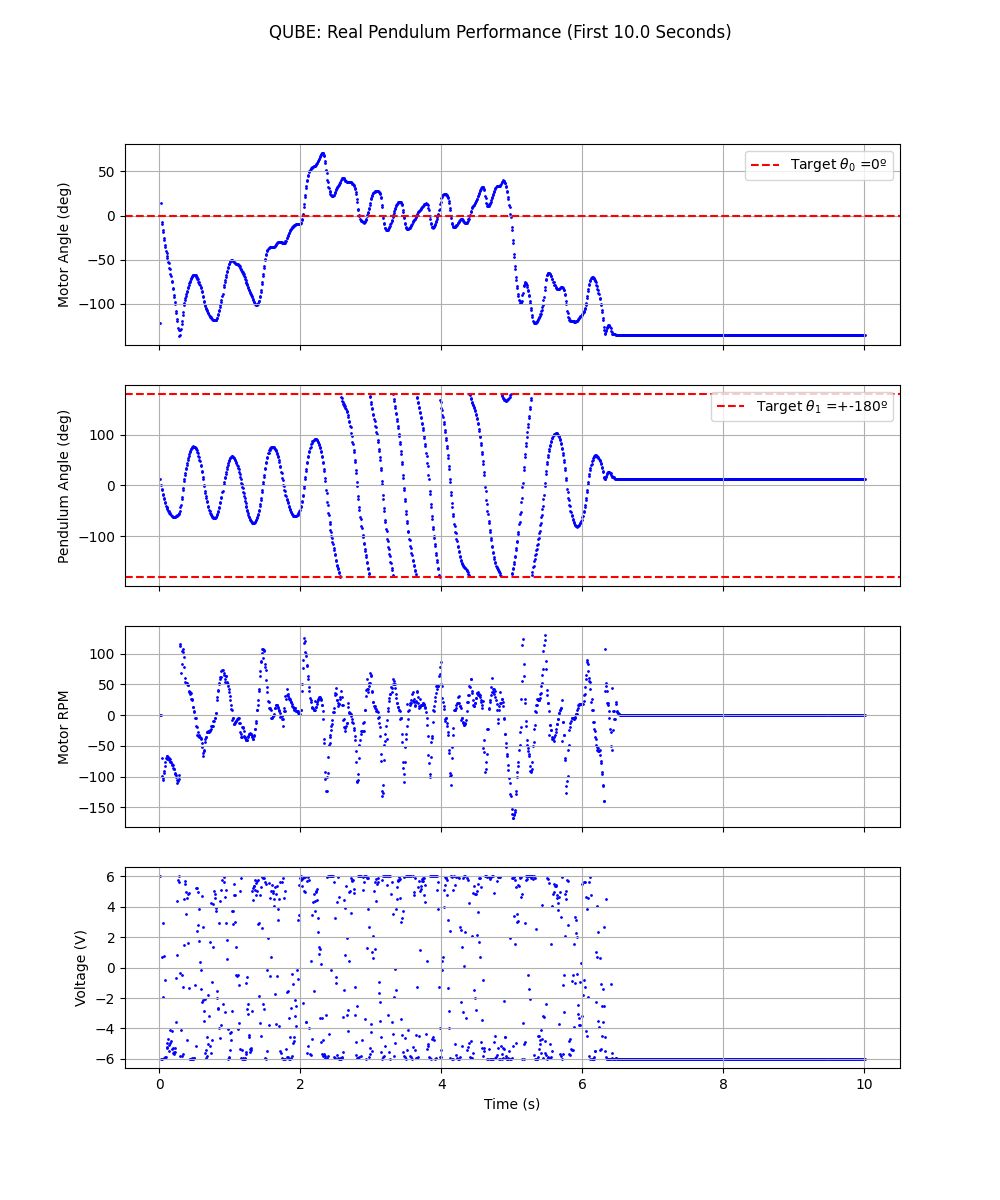 QUBE: Real Pendulum Performance (First 10.0 Seconds)
Motor Angle (deg)
50
0
−50
−100
Target θ₀ =0º
Pendulum Angle (deg)
100
0
−100
Target θ₁ =+-180º
Motor RPM
100
50
0
−50
−100
−150
Voltage (V)
6
4
2
0
−2
−4
−6
0 2 4 6 8 10
Time (s)